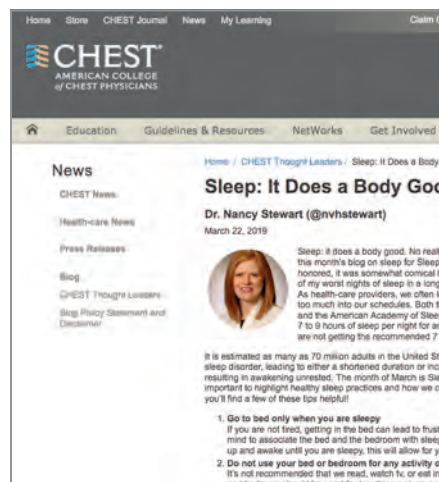 Home Store CHEST Journal News My Learning Claim
CHEST
AMERICAN COLLEGE
of CHEST PHYSICIANS
Education Guidelines & Resources NetWorks Get Involved
Home / CHEST Thought Leaders / Sleep: It Does a Body
News
CHEST News
Health-care News
Press Releases
Blog
CHEST Thought Leaders
Blog Policy Statement and
Disclaimer
Sleep: It Does a Body Goo
Dr. Nancy Stewart (@nvhstewart)
March 22, 2019
Sleep: it does a body good. No reall
this month's blog on sleep for Sleep
honored, it was somewhat comical b
of my worst nights of sleep in a long
As health-care providers, we often l
too much into our schedules. Both t
and the American Academy of Slee
7 to 9 hours of sleep per night for a
are not getting the recommended 7
It is estimated as many as 70 million adults in the United St
sleep disorder, leading to either a shortened duration or inc
resulting in awakening unrested. The month of March is Sle
important to highlight healthy sleep practices and how we c
you'll find a few of these tips helpful!
1. Go to bed only when you are sleepy
If you are not tired, getting in the bed can lead to frust
mind to associate the bed and the bedroom with sleep
up and awake until you are sleepy, this will allow for y
2. Do not use your bed or bedroom for any activity o
It's not recommended that we read, watch tv, or eat in